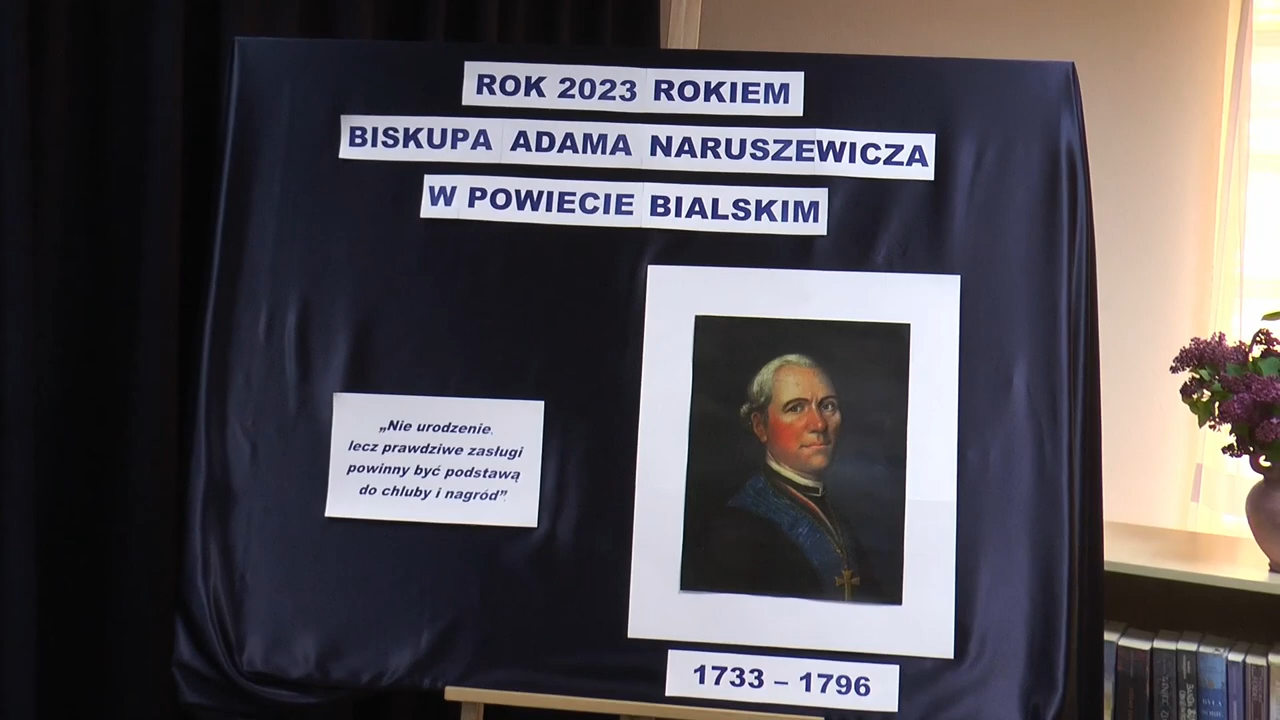 ROK 2023 ROKIEM
BISKUPA ADAMA NARUSZEWICZA
W POWIECIE BIALSKIM
„Nie urodzenie,
lecz prawdziwe zasługi
powinny być podstawą
do chluby i nagród”
1733 – 1796